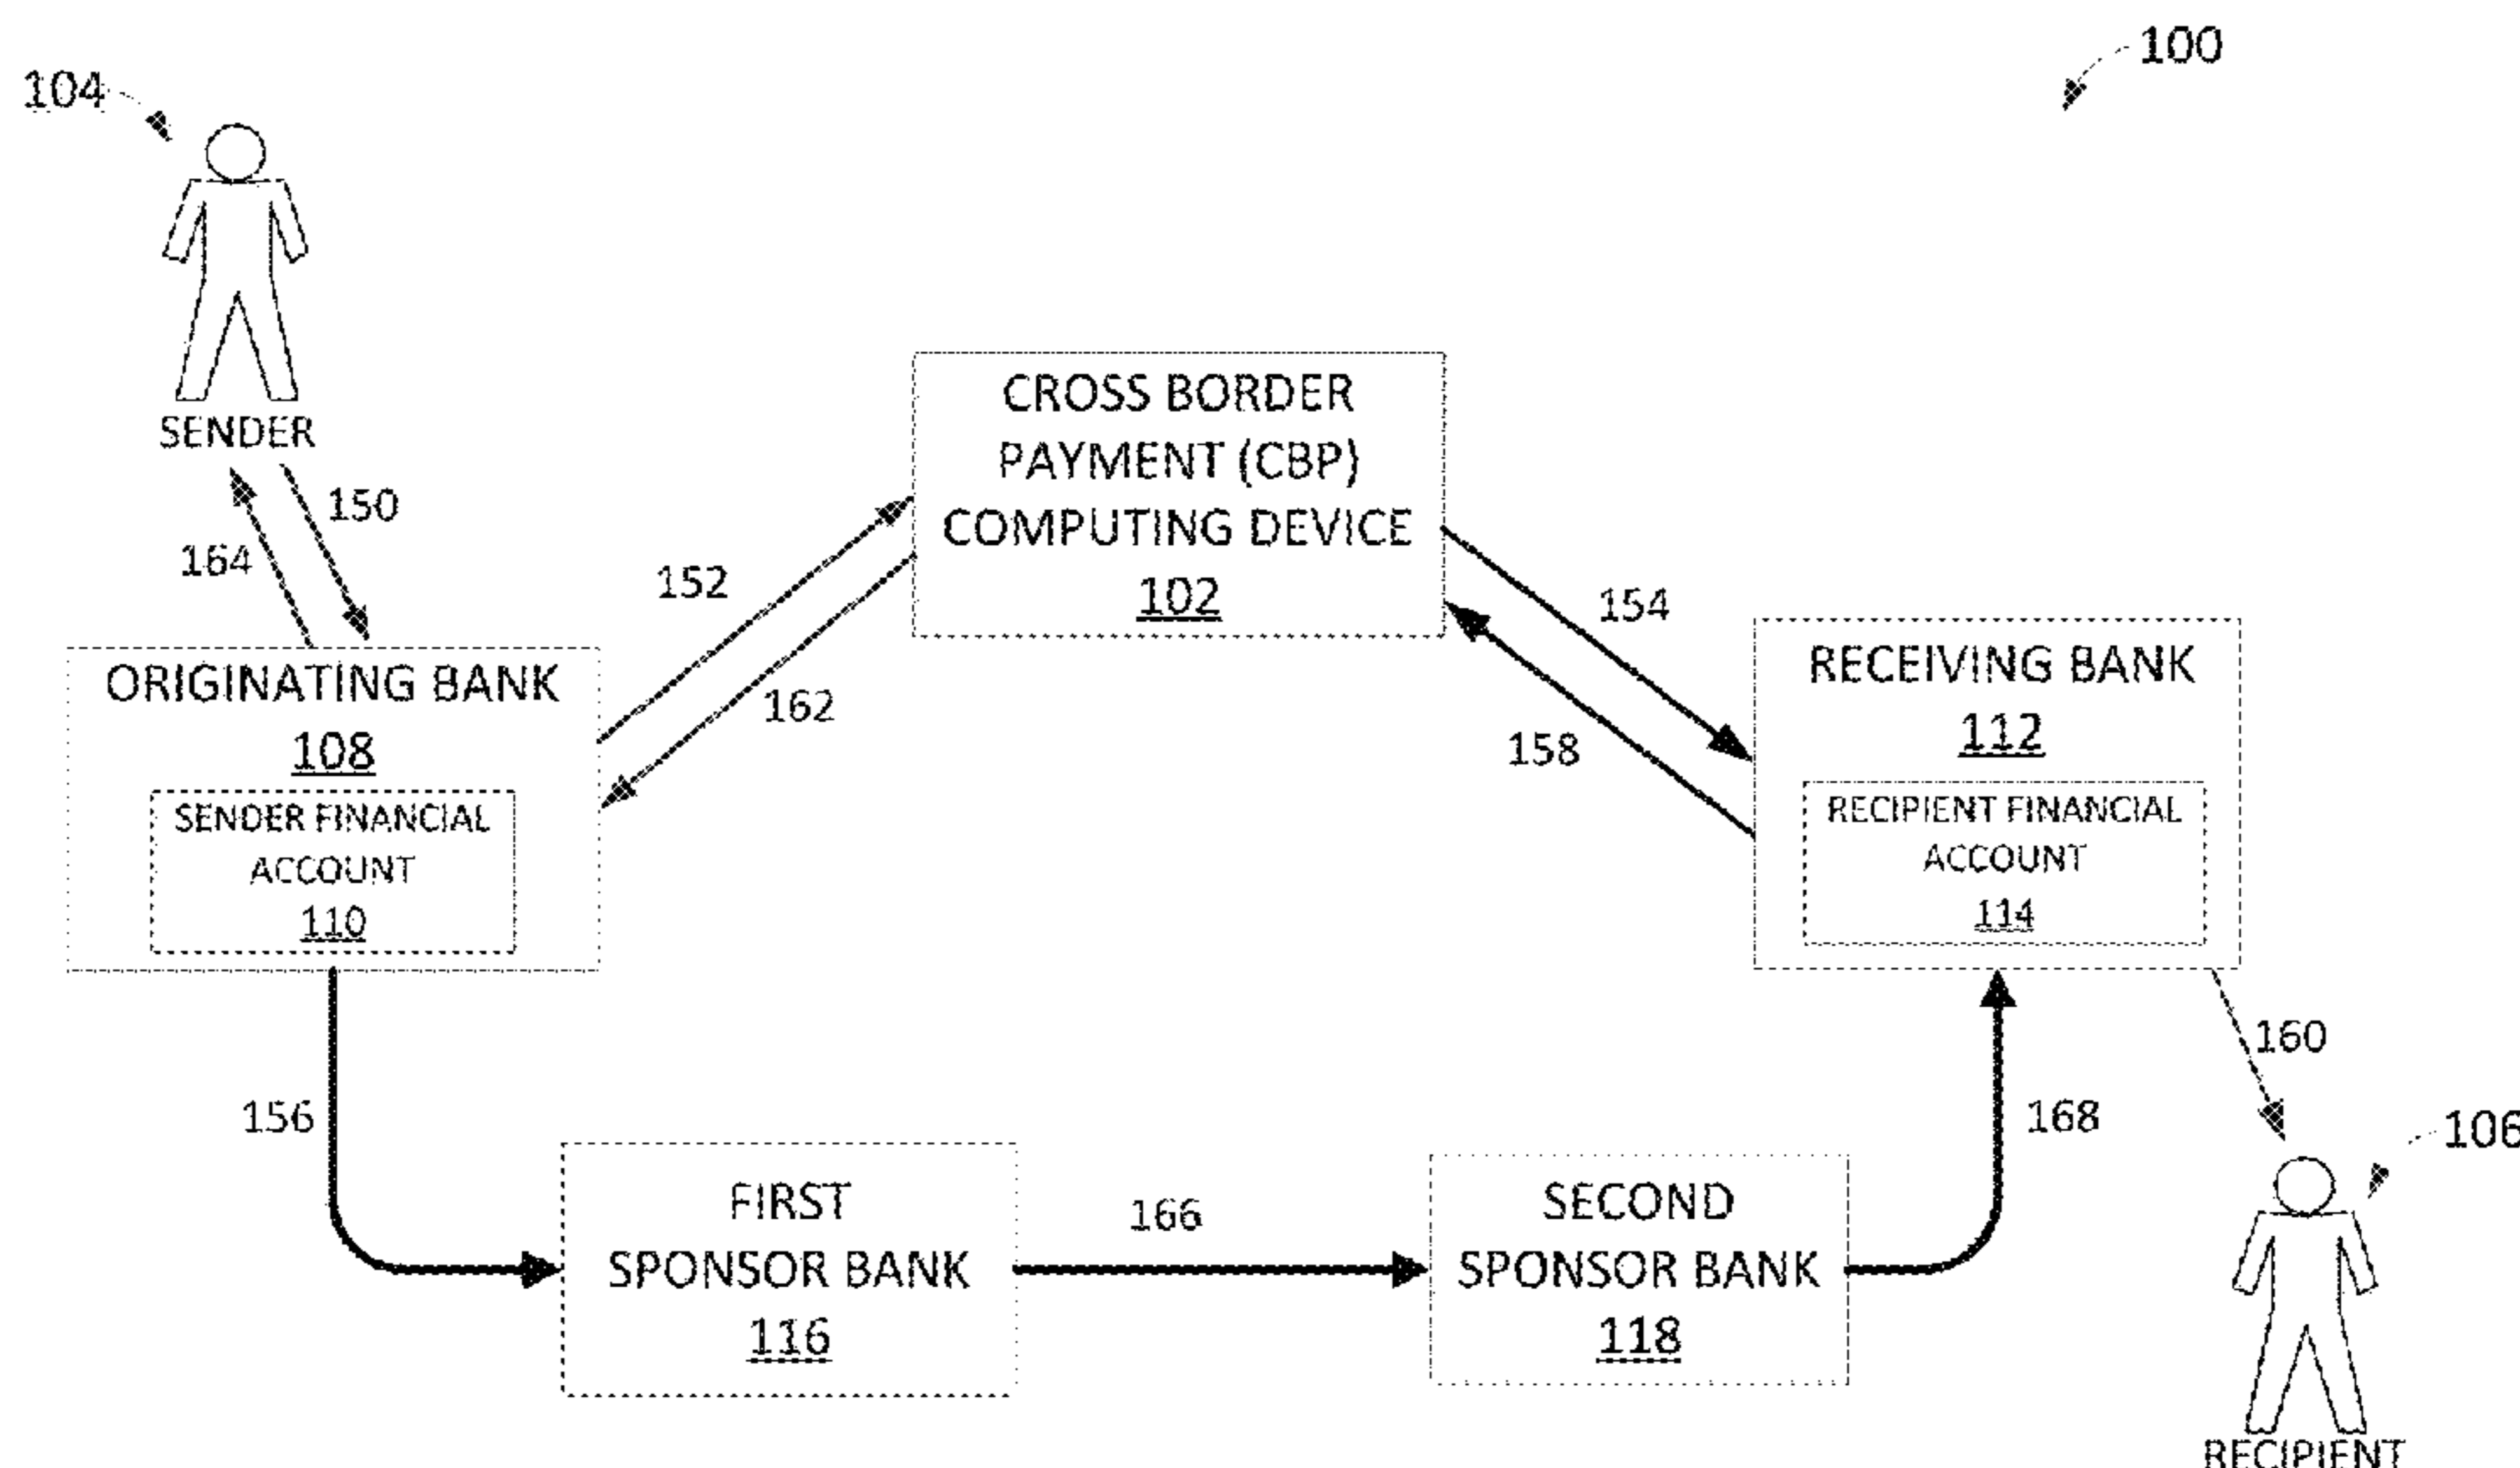 100
104
SENDER
150
164
CROSS BORDER
PAYMENT (CBP)
COMPUTING DEVICE
102
152
162
154
158
ORIGINATING BANK
108
SENDER FINANCIAL
ACCOUNT
110
RECEIVING BANK
112
RECIPIENT FINANCIAL
ACCOUNT
114
156
160
168
106
FIRST
SPONSOR BANK
116
166
SECOND
SPONSOR BANK
118
RECIPIENT